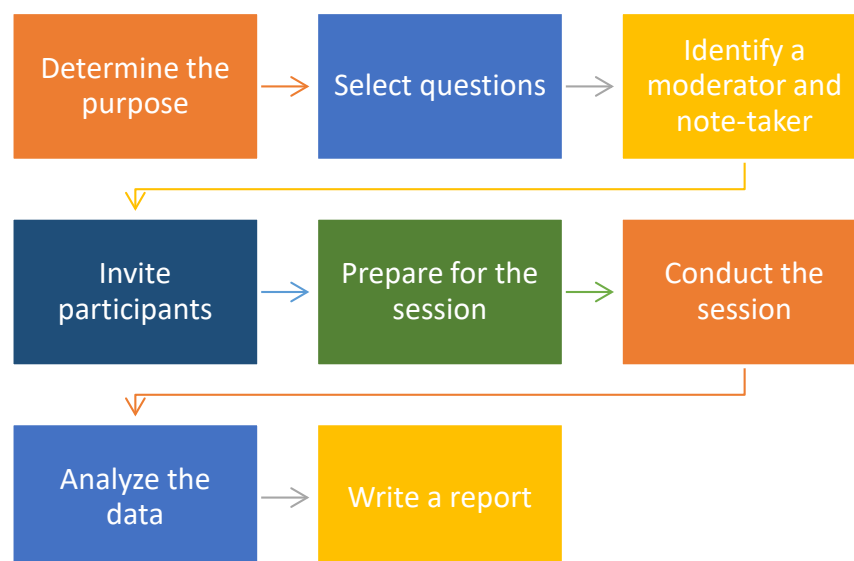 Determine the
purpose
Select questions
Identify a
moderator and
note-taker
Invite
participants
Prepare for the
session
Conduct the
session
Analyze the
data
Write a report